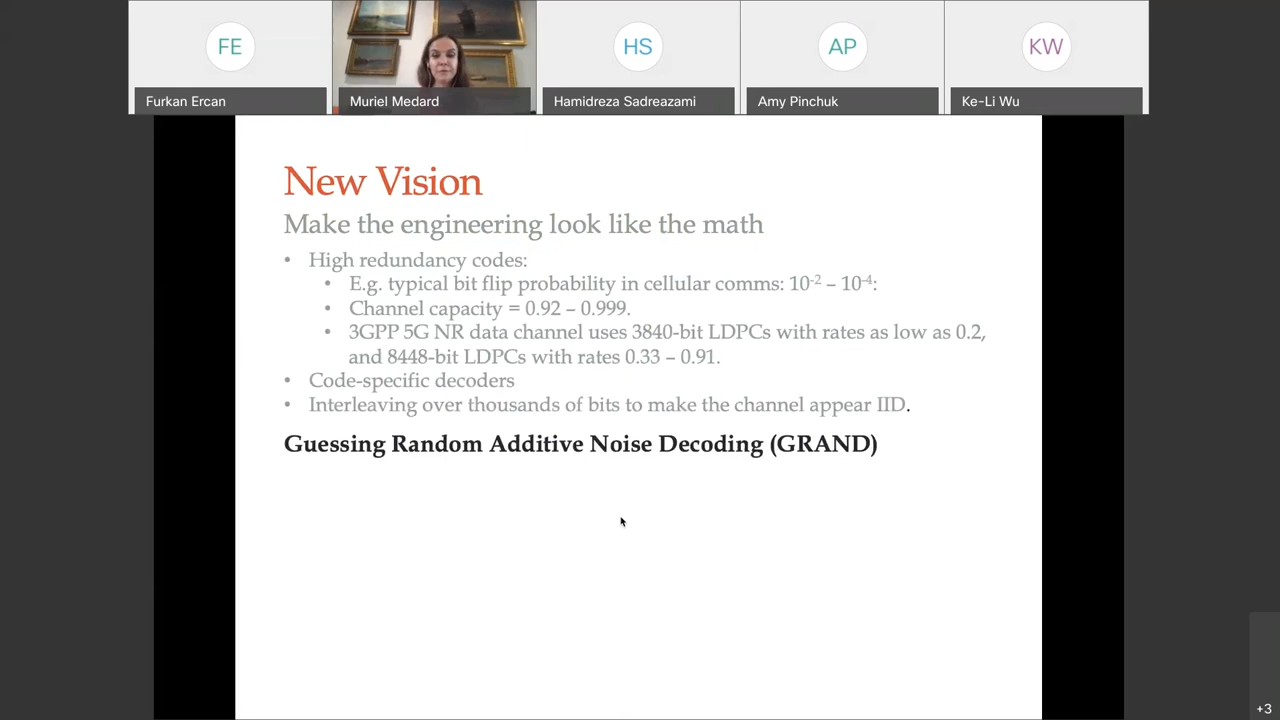 FE
HS
AP
KW
Furkan Ercan
Muriel Medard
Hamidreza Sadreazami
Amy Pinchuk
Ke-Li Wu
New Vision
Make the engineering look like the math
• High redundancy codes:
• E.g. typical bit flip probability in cellular comms: 10⁻² – 10⁻⁴:
• Channel capacity = 0.92 – 0.999.
• 3GPP 5G NR data channel uses 3840-bit LDPCs with rates as low as 0.2,
and 8448-bit LDPCs with rates 0.33 – 0.91.
• Code-specific decoders
• Interleaving over thousands of bits to make the channel appear IID.
Guessing Random Additive Noise Decoding (GRAND)
+3